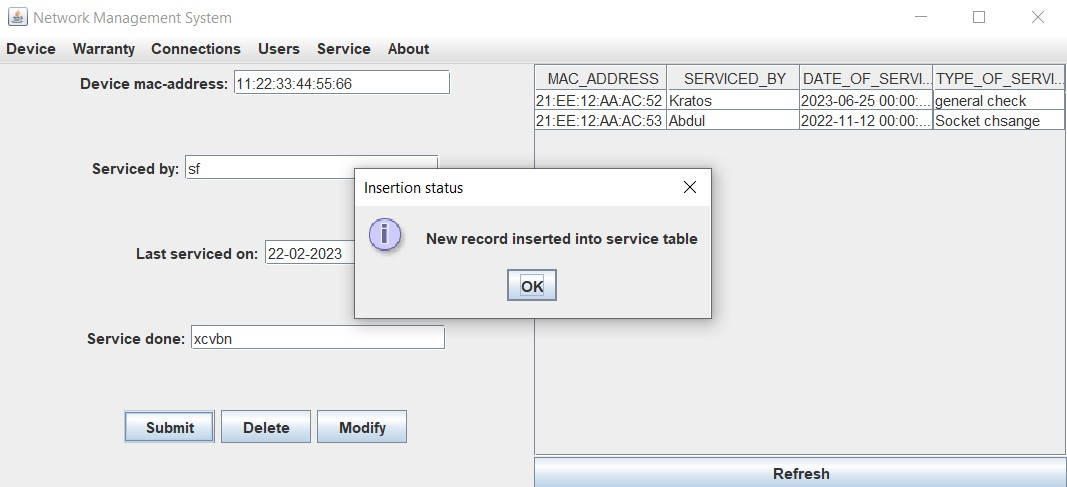 Network Management System
Device Warranty Connections Users Service About
Device mac-address: 11:22:33:44:55:66
Serviced by: sf
Last serviced on: 22-02-2023
Service done: xcvbn
Submit Delete Modify
MAC_ADDRESS SERVICED_BY DATE_OF_SERVI... TYPE_OF_SERVI...
21:EE:12:AA:AC:52 Kratos 2023-06-25 00:00:... general check
21:EE:12:AA:AC:53 Abdul 2022-11-12 00:00:... Socket chsange
Insertion status
i New record inserted into service table
OK
Refresh